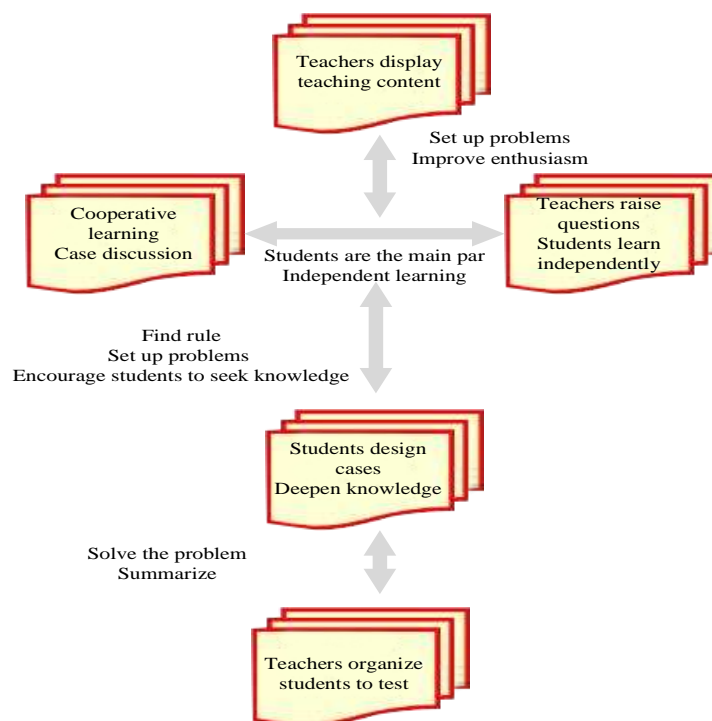 Teachers display
teaching content
Set up problems
Improve enthusiasm
Cooperative
learning
Case discussion
Teachers raise
questions
Students learn
independently
Students are the main par
Independent learning
Find rule
Set up problems
Encourage students to seek knowledge
Students design
cases
Deepen knowledge
Solve the problem
Summarize
Teachers organize
students to test